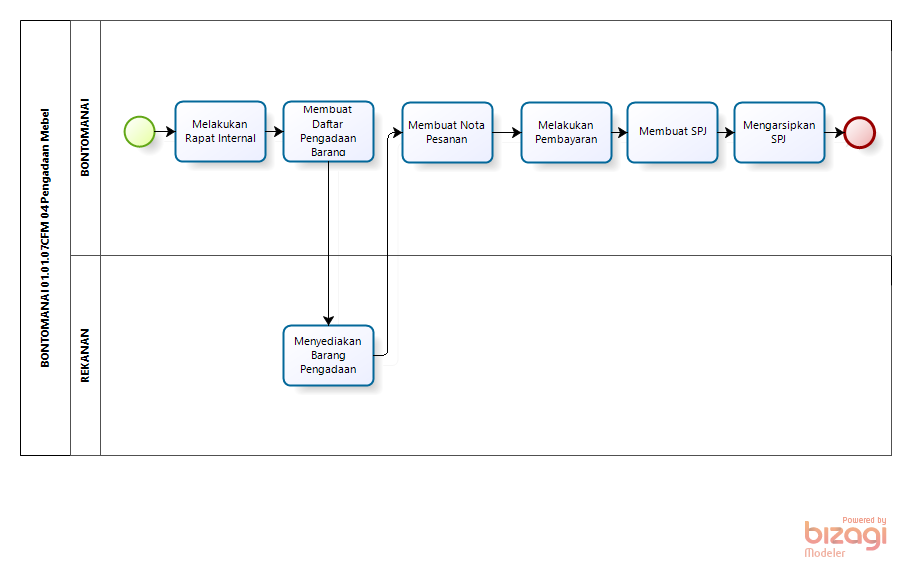 BONTOMANAI 01.01.07CFM 04 Pengadaan Mebel
BONTOMANAI
Melakukan
Rapat Internal
Membuat
Daftar
Pengadaan
Barang
Membuat Nota
Pesanan
Melakukan
Pembayaran
Membuat SPJ
Mengarsipkan
SPJ
REKANAN
Menyediakan
Barang
Pengadaan
Powered by
bizagi
Modeler